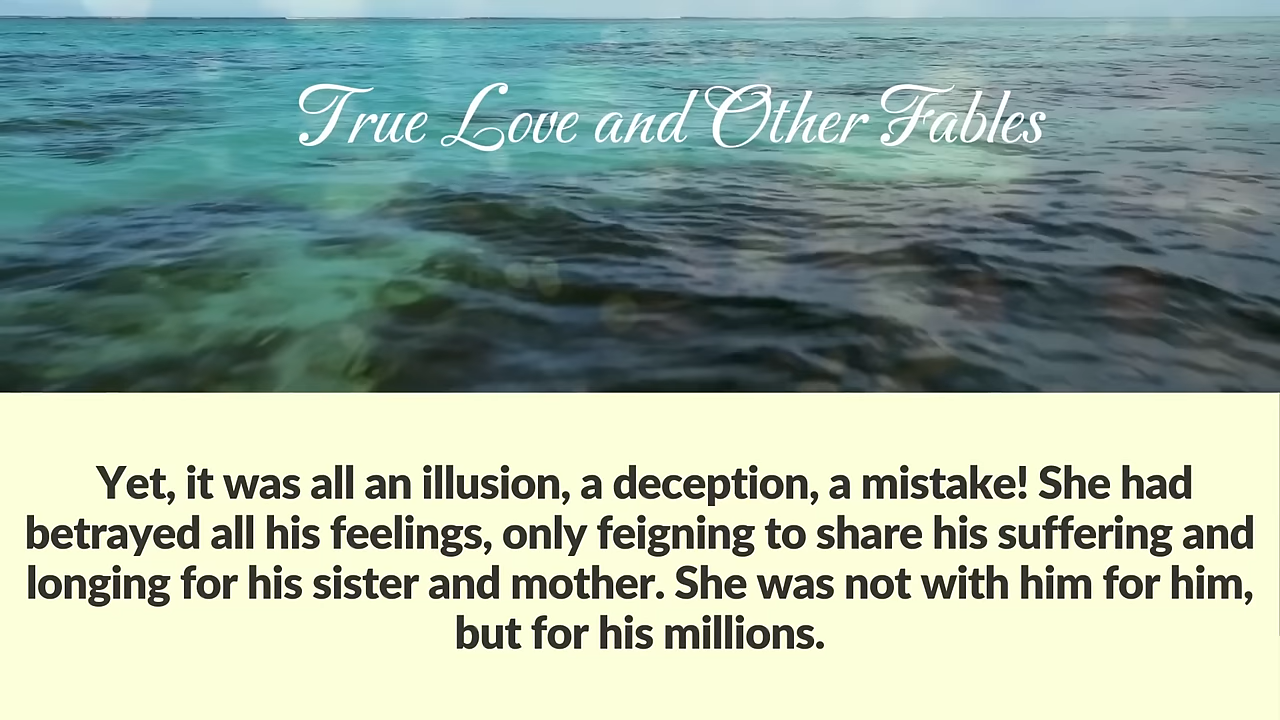 True Love and Other Fables
Yet, it was all an illusion, a deception, a mistake! She had
betrayed all his feelings, only feigning to share his suffering and
longing for his sister and mother. She was not with him for him,
but for his millions.